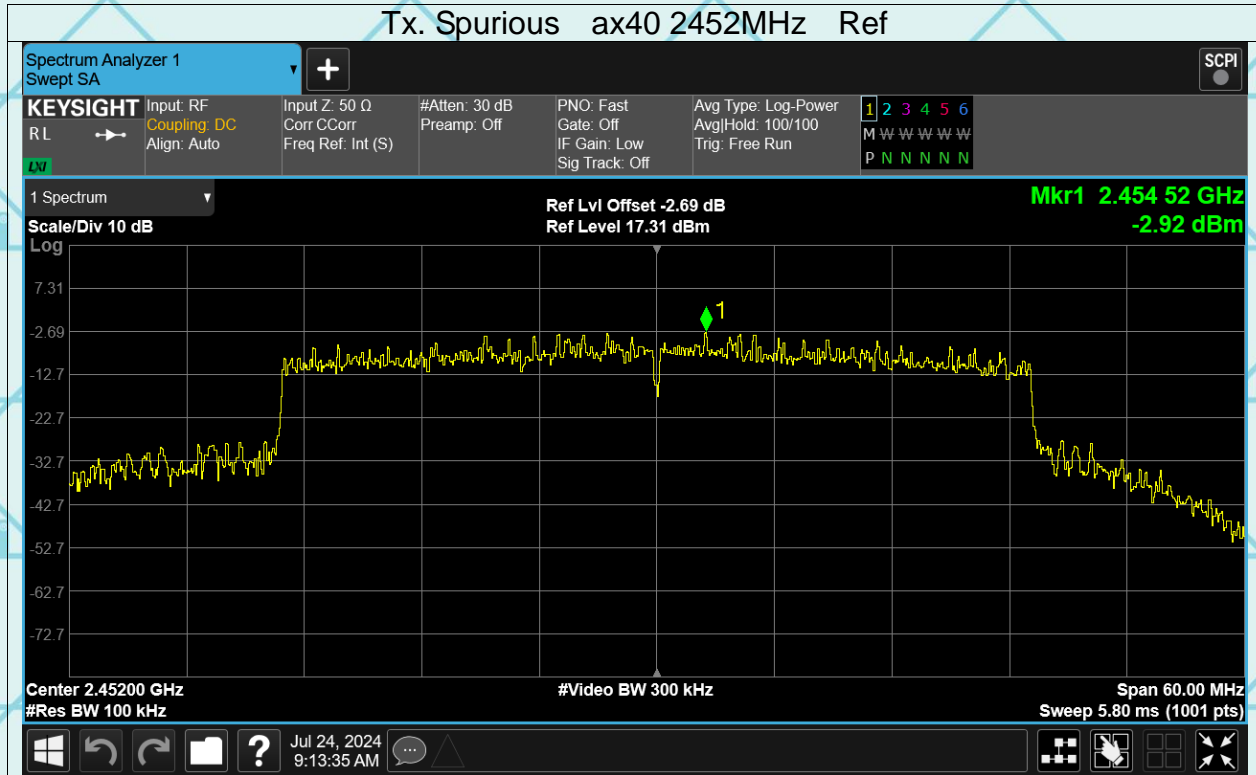 Tx. Spurious ax40 2452MHz Ref
Spectrum Analyzer 1
Swept SA
+
SCPI
KEYSIGHT Input: RF Input Z: 50 Ω #Atten: 30 dB PNO: Fast Avg Type: Log-Power 1 2 3 4 5 6
R L Coupling: DC Corr CCorr Preamp: Off Gate: Off Avg|Hold: 100/100 M W W W W W
Align: Auto Freq Ref: Int (S) IF Gain: Low Trig: Free Run P N N N N N
LXI Sig Track: Off
1 Spectrum Ref Lvl Offset -2.69 dB Mkr1 2.454 52 GHz
Scale/Div 10 dB Ref Level 17.31 dBm -2.92 dBm
Log
7.31
1
-2.69
-12.7
-22.7
-32.7
-42.7
-52.7
-62.7
-72.7
Center 2.45200 GHz #Video BW 300 kHz Span 60.00 MHz
#Res BW 100 kHz Sweep 5.80 ms (1001 pts)
? Jul 24, 2024
9:13:35 AM